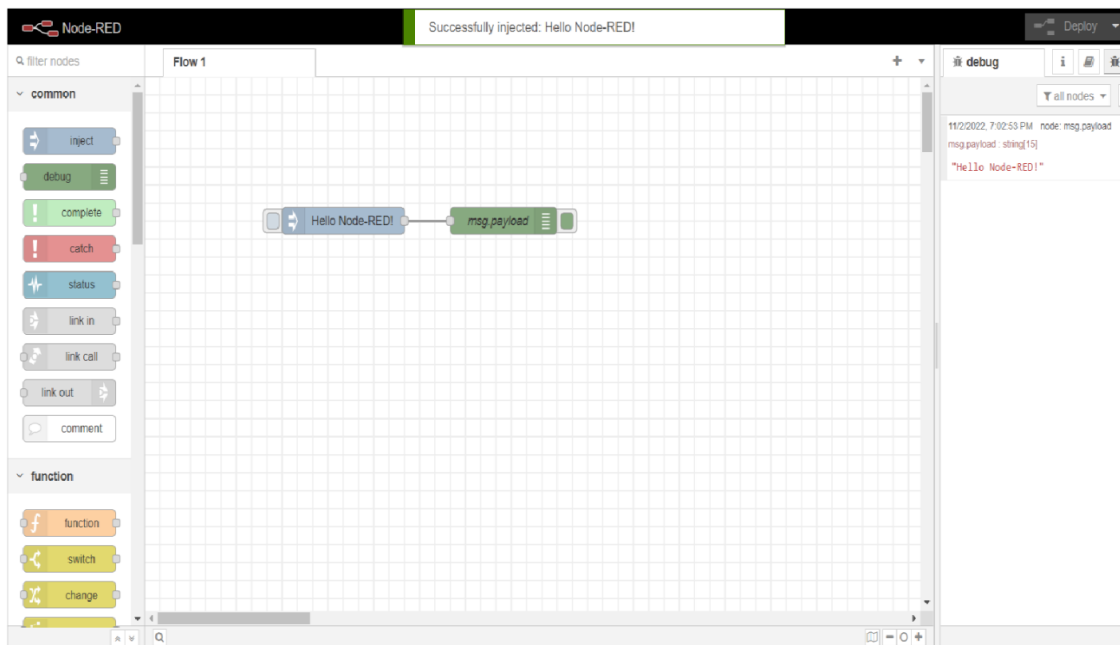 Node-RED
Successfully injected: Hello Node-RED!
Deploy
filter nodes
Flow 1
debug
i
all nodes
common
inject
debug
complete
catch
status
link in
link call
link out
comment
function
function
switch
change
Hello Node-RED!
msg.payload
11/2/2022, 7:02:53 PM node: msg.payload
msg.payload : string[15]
"Hello Node-RED!"